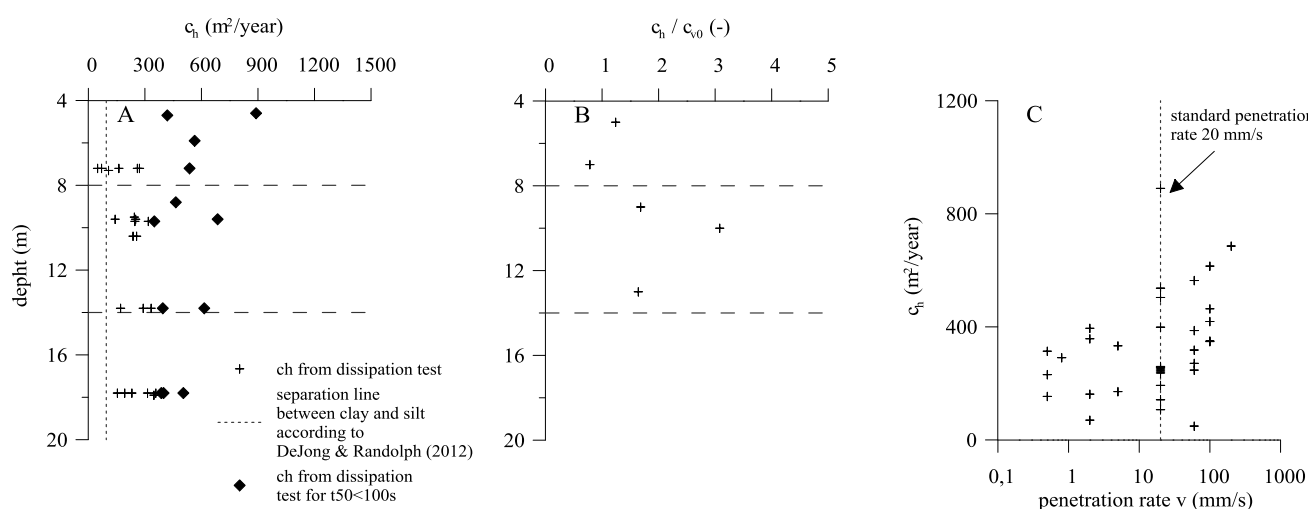 c_h (m²/year)
0 300 600 900 1200 1500
A
4
8
12
16
20
depht (m)
ch from dissipation test
separation line
between clay and silt
according to
DeJong & Randolph (2012)
ch from dissipation
test for t50<100s
c_h / c_v0 (-)
0 1 2 3 4 5
B
4
8
12
16
20
C
standard penetration
rate 20 mm/s
1200
800
400
0
c_h (m²/year)
0,1 1 10 100 1000
penetration rate v (mm/s)